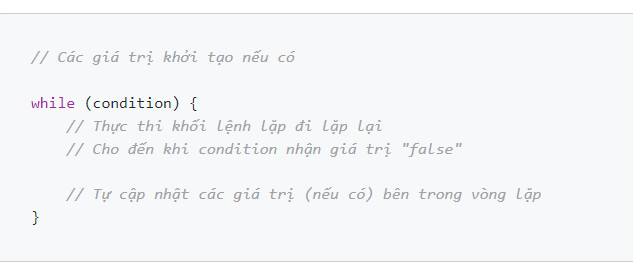 // Các giá trị khởi tạo nếu có
while (condition) {
// Thực thi khối lệnh lặp đi lặp lại
// Cho đến khi condition nhận giá trị "false"
// Tự cập nhật các giá trị (nếu có) bên trong vòng lặp
}